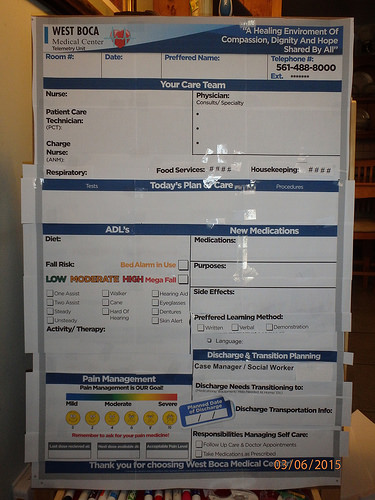 WEST BOCA
Medical Center
Telemetry Unit
"A Healing Enviroment Of
Compassion, Dignity And Hope
Shared By All"
Room #:
Date:
Preffered Name:
Telephone #:
561-488-8000
Ext. *******
Your Care Team
Nurse:
Physician:
Consults/ Specialty
Patient Care
Technician:
(PCT):
Charge
Nurse:
(ANM):
Respiratory:
Food Services: # # # #
Housekeeping: # # # #
Tests
Today's Plan of Care
Procedures
ADL's
New Medications
Diet:
Medications:
Fall Risk:
Bed Alarm in Use
Purposes:
LOW MODERATE HIGH Mega Fall
Side Effects:
One Assist
Walker
Hearing Aid
Two Assist
Cane
Eyeglasses
Steady
Hard Of
Hearing
Dentures
Unsteady
Skin Alert
Activity/ Therapy:
Preffered Learning Method:
Written
Verbal
Demonstration
Language:
Discharge & Transition Planning
Case Manager / Social Worker
Pain Management
Pain Management is OUR Goal!
Mild
Moderate
Severe
Discharge Needs Transitioning to:
Planned Date
of Discharge
Discharge Transportation Info:
Remember to ask for your pain medicine!
Last dose received at:
Next dose available at:
Acceptable Pain Level
Responsibilities Managing Self Care:
Follow Up Care & Doctor Appointments
Take Medications as Prescribed
Thank you for choosing West Boca Medical
03/06/2015